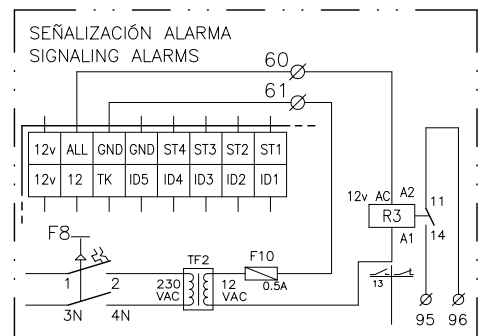 SEÑALIZACIÓN ALARMA
SIGNALING ALARMS
60
61
12v ALL GND GND ST4 ST3 ST2 ST1
12v 12 TK ID5 ID4 ID3 ID2 ID1
12v AC A2
11
R3
A1 14
F8
TF2 F10
1 2 230 12 0.5A
VAC VAC
13
3N 4N
95 96